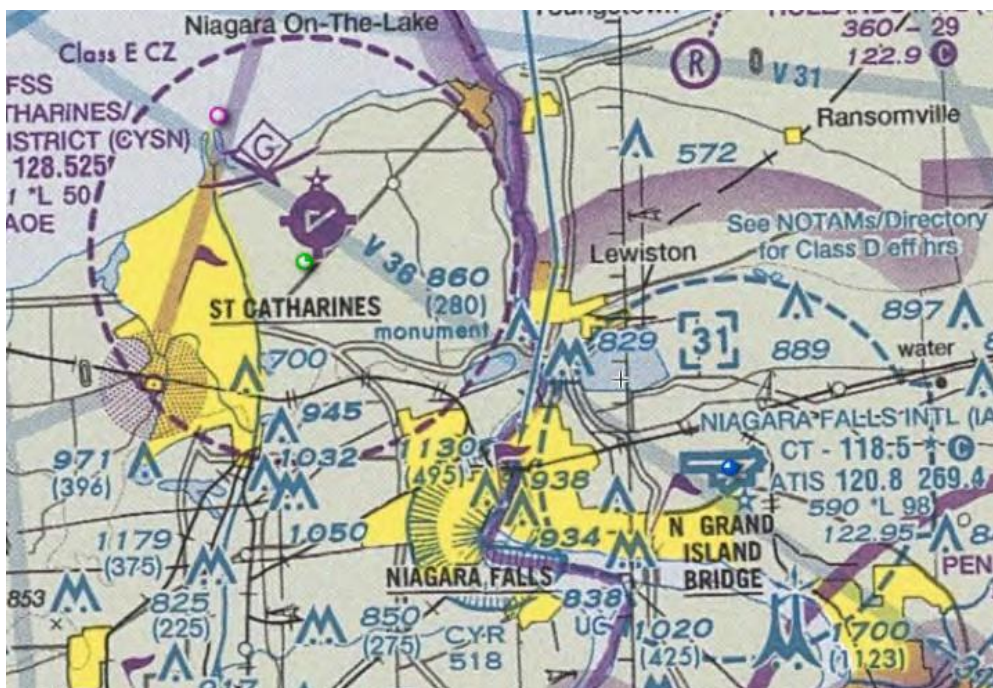 Niagara On-The-Lake
Class E CZ
360/- 29
122.9 C
R
V 31
FSS
THARINES/
ISTRICT (CYSN)
128.525
*L 50
AOE
G
Ransomville
572
See NOTAMs/Directory
for Class D eff hrs
Lewiston
V 36
860
(280)
monument
ST CATHARINES
829
[31]
897
889
water
700
945
NIAGARA FALLS INTL (IA
CT - 118.5 * C
ATIS 120.8 269.4
590 *L 98
122.95
1032
971
(396)
(495)
938
1050
934
N GRAND
ISLAND
BRIDGE
1179
(375)
NIAGARA FALLS
PEN
853
825
(225)
850
(275)
CYR
518
838
UC
1020
(425)
1700
(1123)